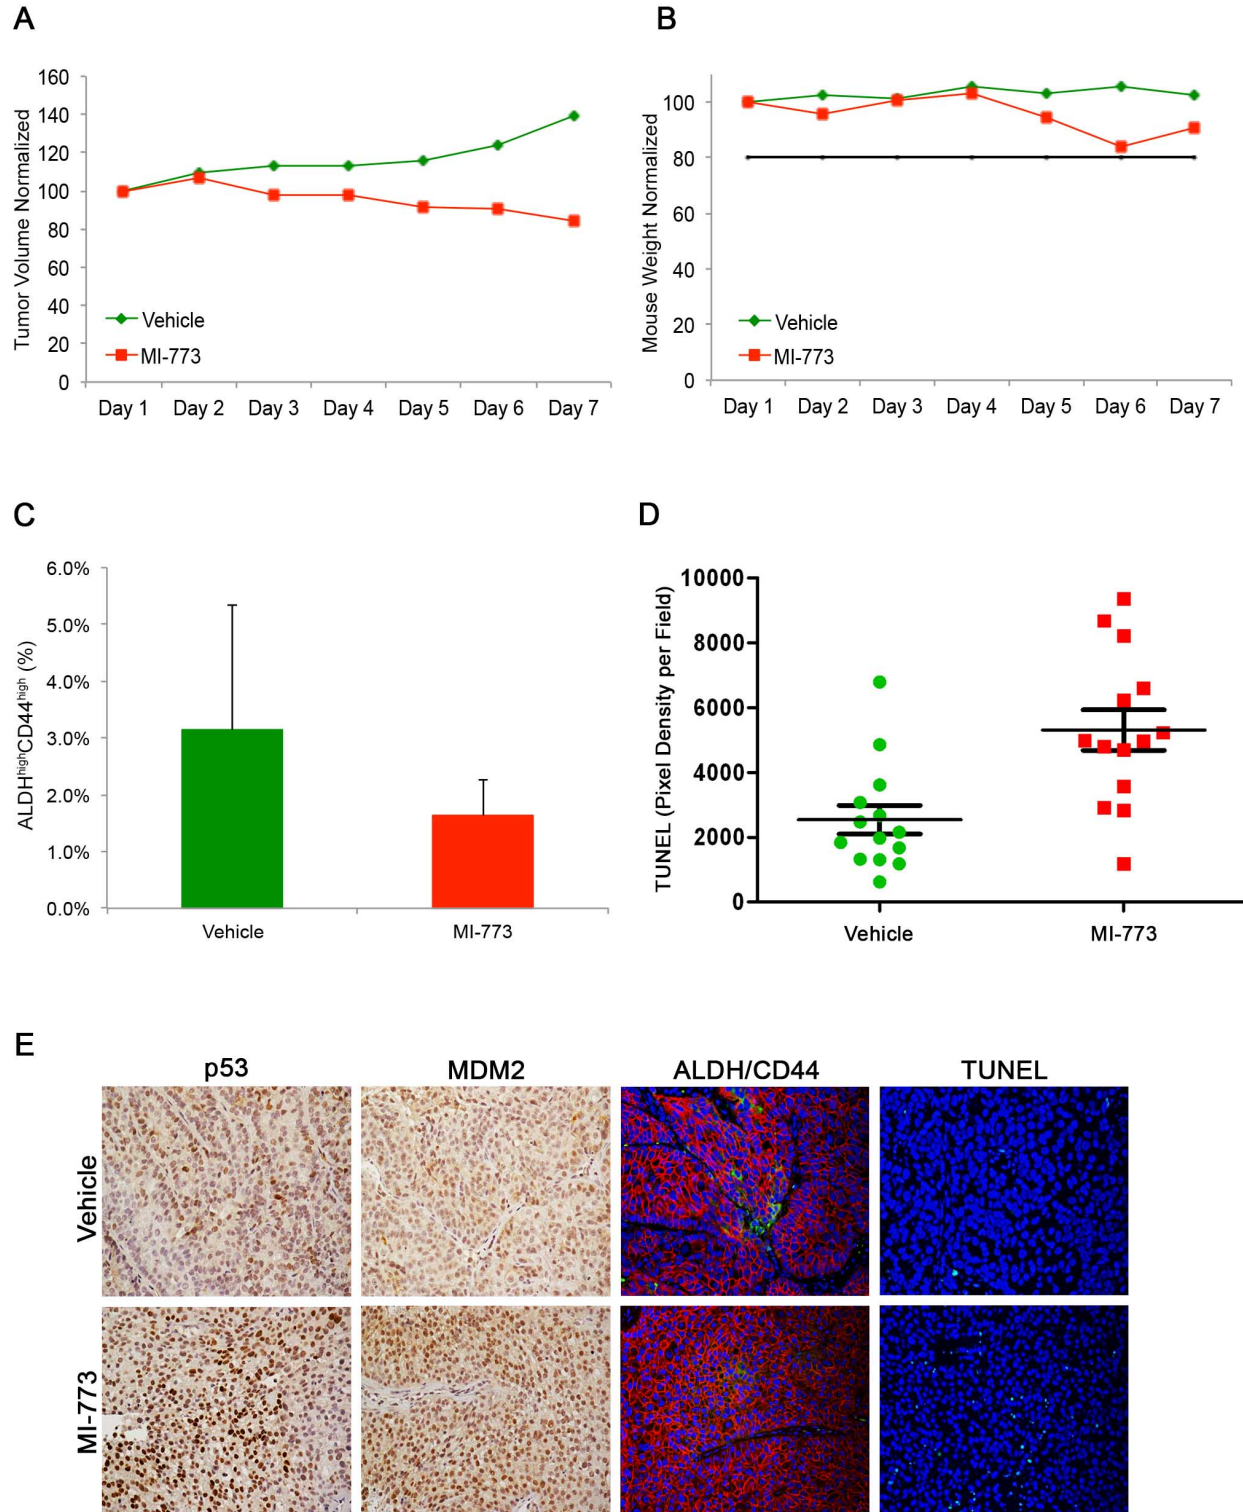 A
Tumor Volume Normalized
160
140
120
100
80
60
40
20
0
Vehicle
MI-773
Day 1 Day 2 Day 3 Day 4 Day 5 Day 6 Day 7
B
Mouse Weight Normalized
100
80
60
40
20
0
Vehicle
MI-773
Day 1 Day 2 Day 3 Day 4 Day 5 Day 6 Day 7
C
ALDHhighCD44high (%)
6.0%
5.0%
4.0%
3.0%
2.0%
1.0%
0.0%
Vehicle MI-773
D
TUNEL (Pixel Density per Field)
10000
8000
6000
4000
2000
0
Vehicle MI-773
E
p53 MDM2 ALDH/CD44 TUNEL
Vehicle
MI-773